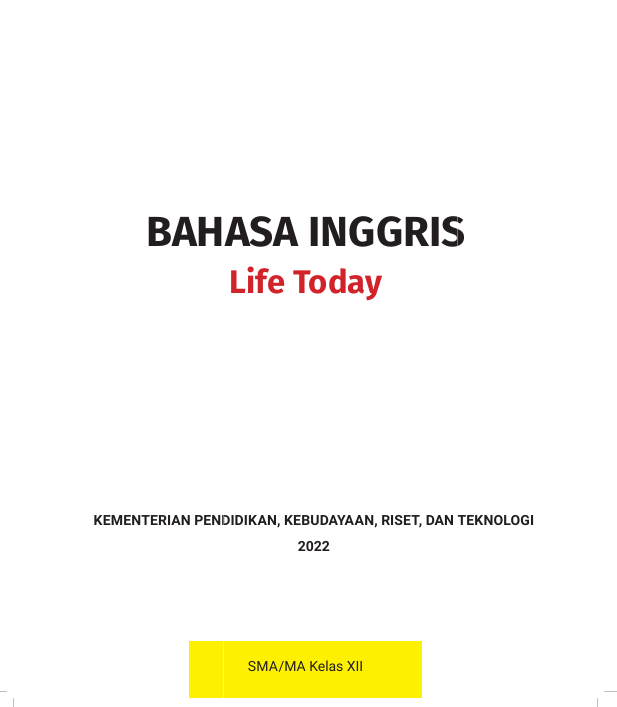 BAHASA INGGRIS
Life Today
KEMENTERIAN PENDIDIKAN, KEBUDAYAAN, RISET, DAN TEKNOLOGI
2022
SMA/MA Kelas XII